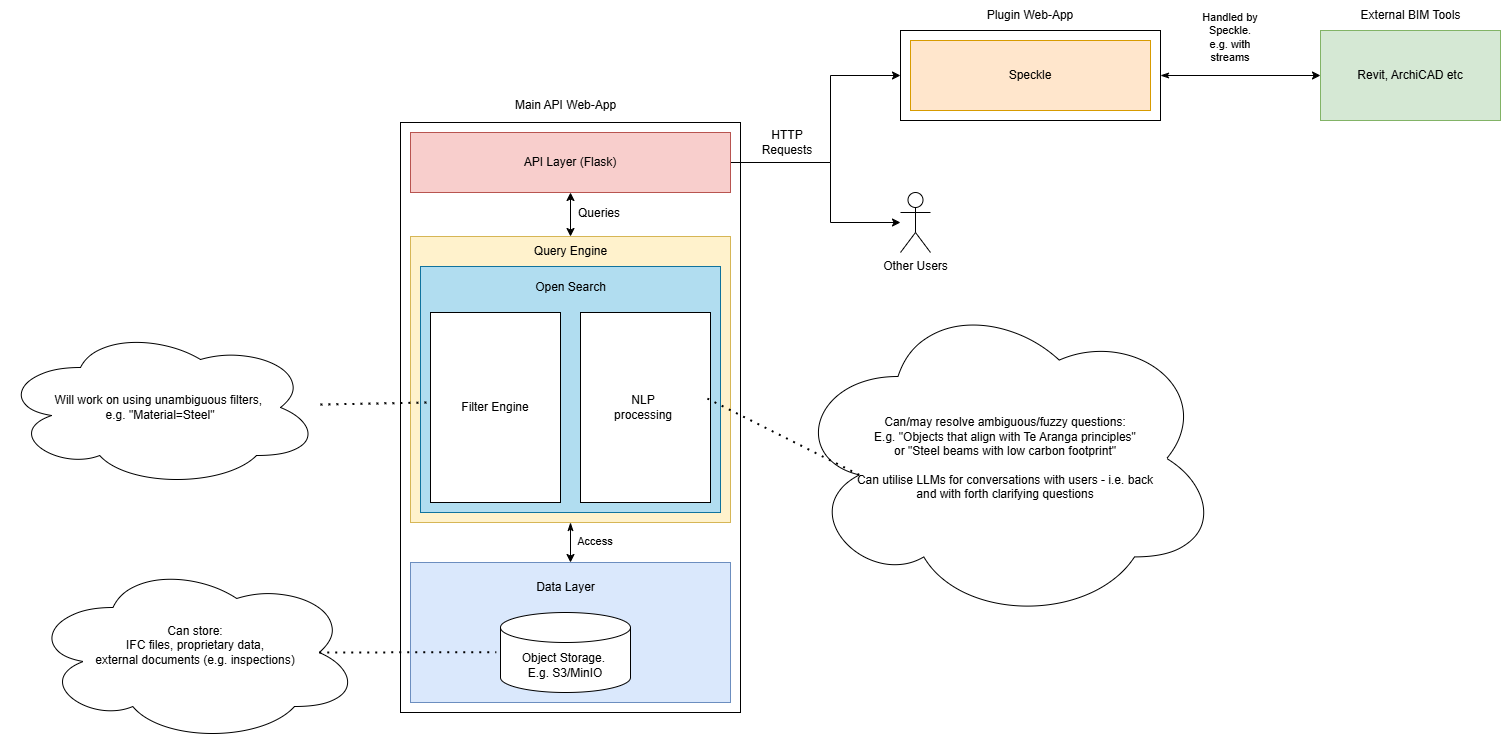 Plugin Web-App
Handled by
Speckle.
e.g. with
streams
External BIM Tools
Speckle
Revit, ArchiCAD etc
Main API Web-App
API Layer (Flask)
HTTP
Requests
Queries
Other Users
Query Engine
Open Search
Filter Engine
NLP
processing
Will work on using unambiguous filters,
e.g. "Material=Steel"
Can/may resolve ambiguous/fuzzy questions:
E.g. "Objects that align with Te Aranga principles"
or "Steel beams with low carbon footprint"
Can utilise LLMs for conversations with users - i.e. back
and with forth clarifying questions
Access
Data Layer
Object Storage.
E.g. S3/MinIO
Can store:
IFC files, proprietary data,
external documents (e.g. inspections)